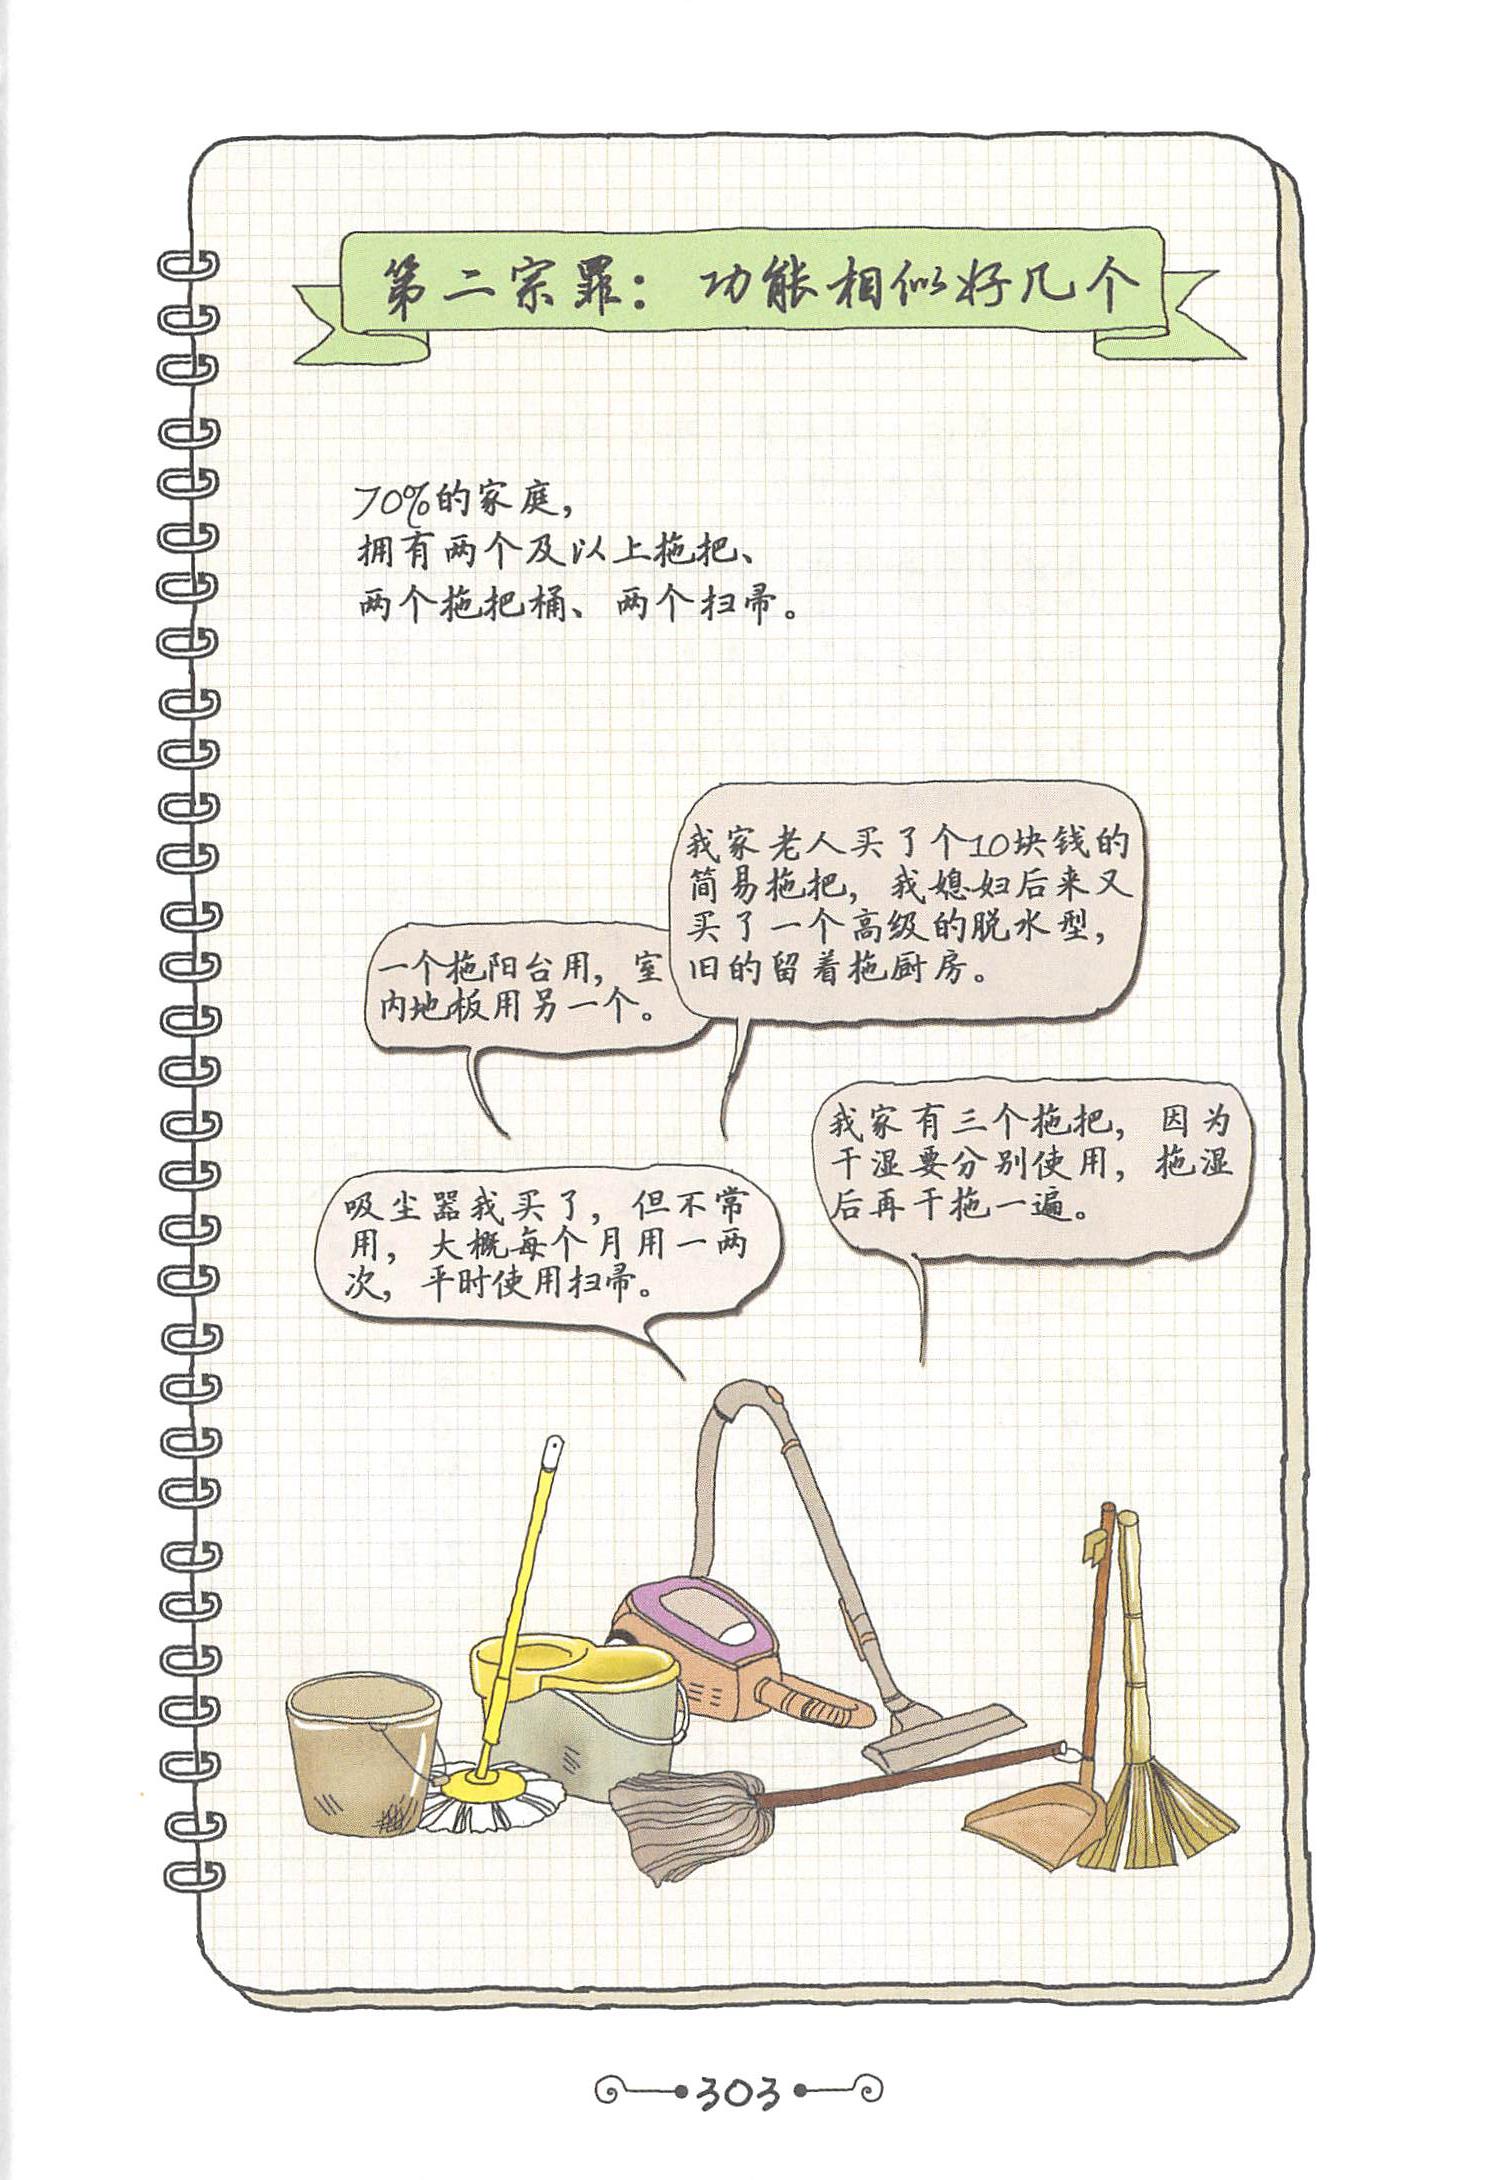 第二宗罪：功能相似好几个
70%的家庭，
拥有两个及以上拖把、
两个拖把桶、两个扫帚。
我家老人买了个10块钱的
简易拖把，我媳妇后来又
买了一个高级的脱水型，
旧的留着拖厨房。
一个拖阳台用，室
内地板用另一个。
我家有三个拖把，因为
干湿要分别使用，拖湿
后再干拖一遍。
吸尘器我买了，但不常
用，大概每个月用一两
次，平时使用扫帚。
303